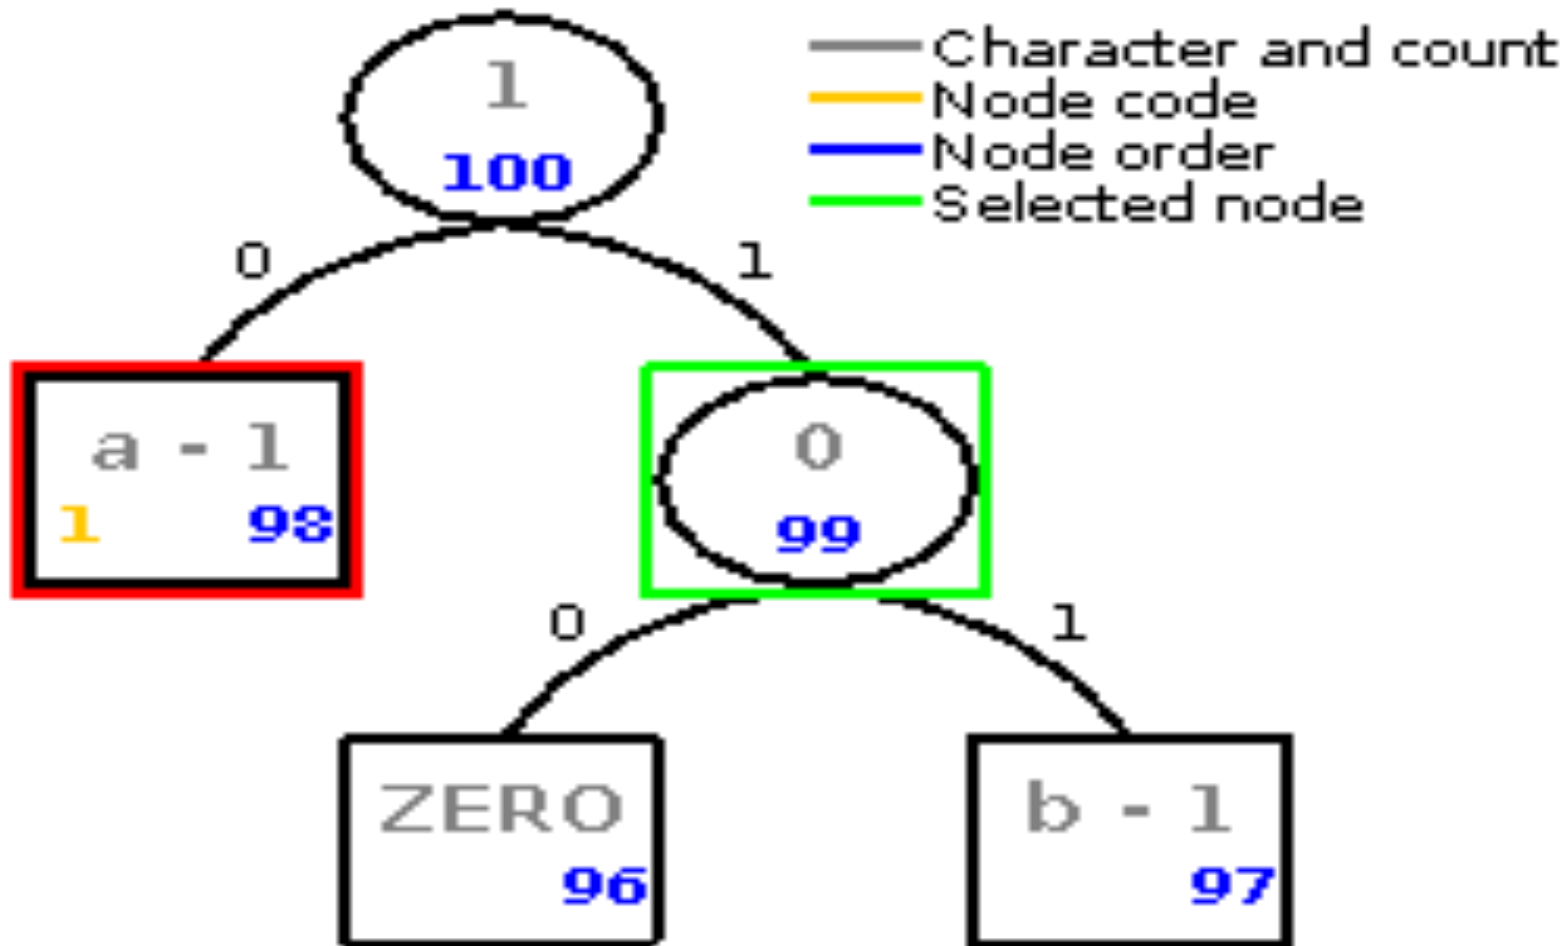 1
100
Character and count
Node code
Node order
Selected node
0
1
a - 1
1 98
0
99
0
1
ZERO
96
b - 1
97